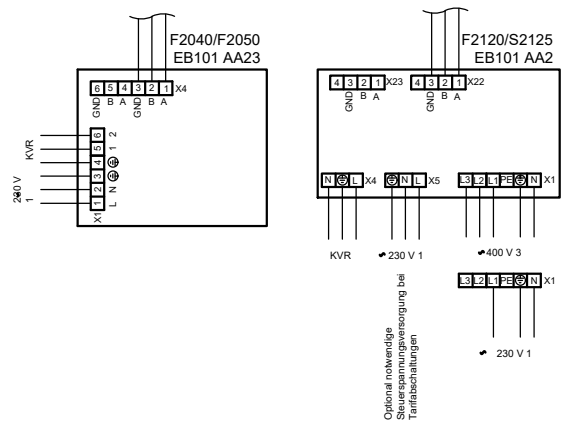 F2040/F2050
EB101 AA23
6 5 4 3 2 1 X4
GND B A GND B A
6 2
5 1
4
3
2 N
1 L
X1
KVR
230 V
1
F2120/S2125
EB101 AA2
4 3 2 1 X23
GND B A
4 3 2 1 X22
GND B A
N L X4
N L X5
L3 L2 L1 PE N X1
KVR
230 V 1
400 V 3
L3 L2 L1 PE N X1
230 V 1
Optional notwendige
Steuerspannungsversorgung bei
Tarifabschaltungen